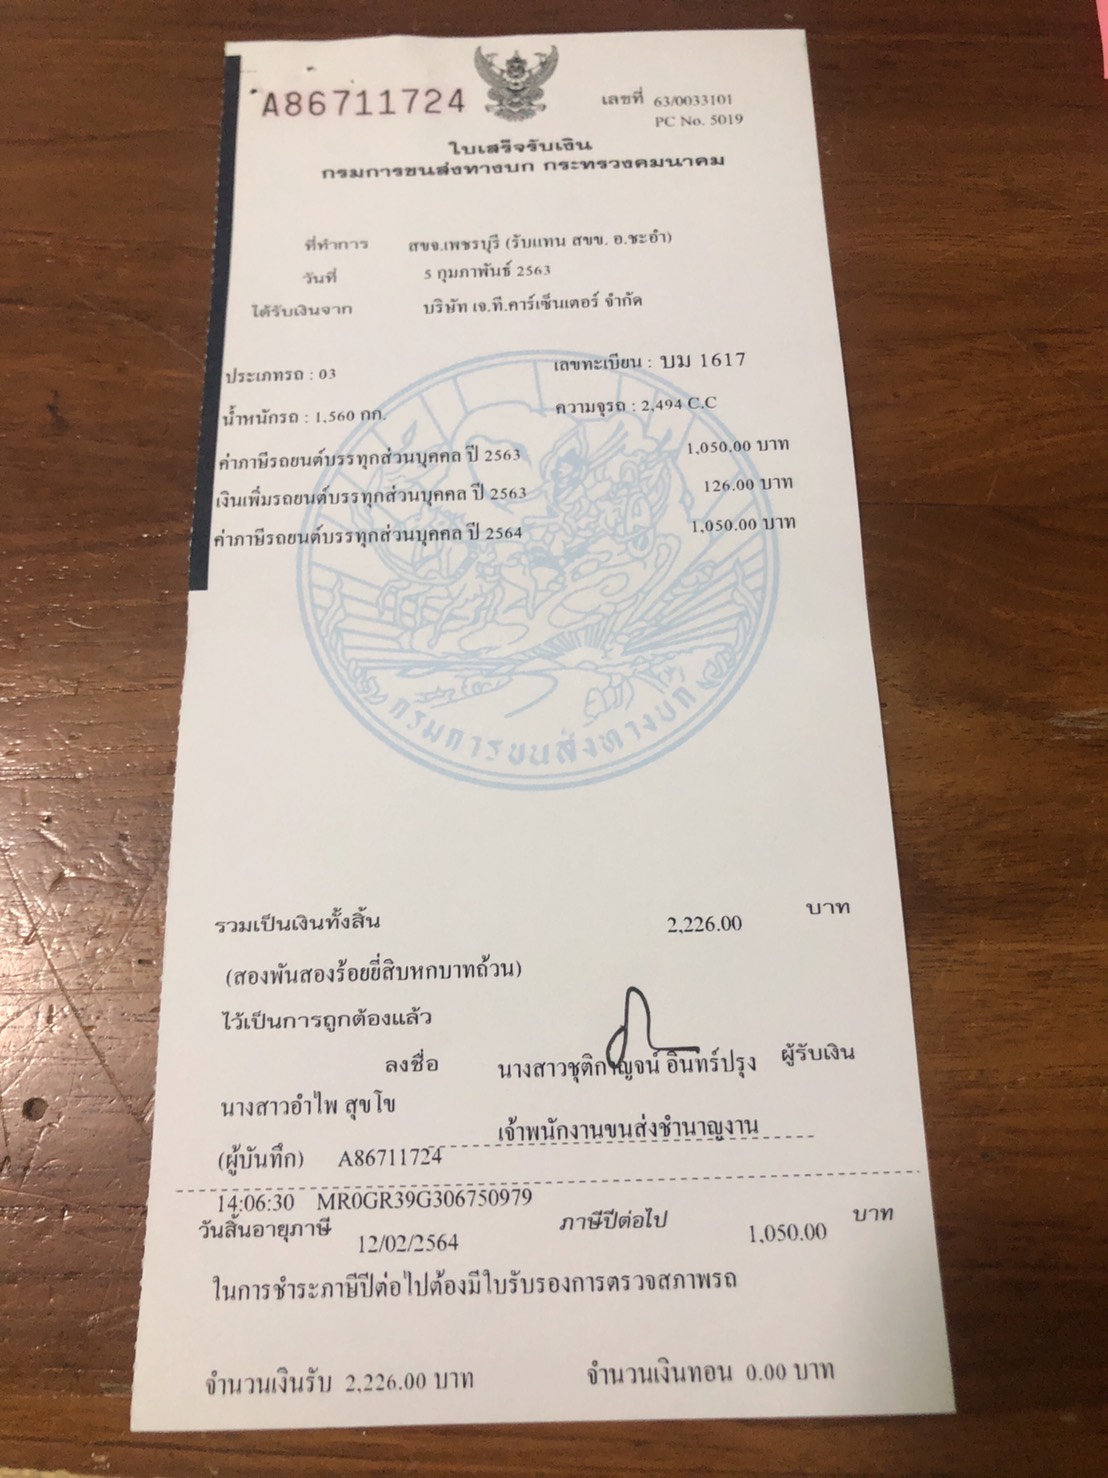 A86711724
เลขที่ 63/0033101
PC No. 5019
ใบเสร็จรับเงิน
กรมการขนส่งทางบก กระทรวงคมนาคม
ที่ทำการ สขจ.เพชรบุรี (รับแทน สขข. อ.ชะอำ)
วันที่ 5 กุมภาพันธ์ 2563
ได้รับเงินจาก บริษัท เจ.ที.คาร์เซ็นเตอร์ จำกัด
ประเภทรถ : 03 เลขทะเบียน : บม 1617
น้ำหนักรถ : 1,560 กก. ความจุรถ : 2,494 C.C
ค่าภาษีรถยนต์บรรทุกส่วนบุคคล ปี 2563 1,050.00 บาท
เงินเพิ่มรถยนต์บรรทุกส่วนบุคคล ปี 2563 126.00 บาท
ค่าภาษีรถยนต์บรรทุกส่วนบุคคล ปี 2564 1,050.00 บาท
กรมการขนส่งทางบก
รวมเป็นเงินทั้งสิ้น 2,226.00 บาท
(สองพันสองร้อยยี่สิบหกบาทถ้วน)
ไว้เป็นการถูกต้องแล้ว
ลงชื่อ นางสาวชุติกาญจน์ อินทร์ปรุง ผู้รับเงิน
นางสาวอำไพ สุขโข
เจ้าพนักงานขนส่งชำนาญงาน
(ผู้บันทึก) A86711724
14:06:30 MR0GR39G306750979
วันสิ้นอายุภาษี 12/02/2564 ภาษีปีต่อไป 1,050.00 บาท
ในการชำระภาษีปีต่อไปต้องมีใบรับรองการตรวจสภาพรถ
จำนวนเงินรับ 2,226.00 บาท จำนวนเงินทอน 0.00 บาท